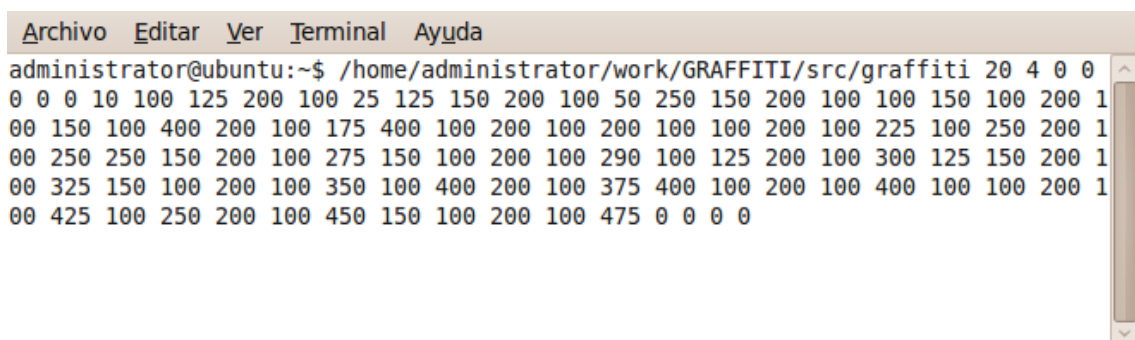 Archivo Editar Ver Terminal Ayuda
administrator@ubuntu:~$ /home/administrator/work/GRAFFITI/src/graffiti 20 4 0 0
0 0 0 10 100 125 200 100 25 125 150 200 100 50 250 150 200 100 100 150 100 200 1
00 150 100 400 200 100 175 400 100 200 100 200 100 100 200 100 225 100 250 200 1
00 250 250 150 200 100 275 150 100 200 100 290 100 125 200 100 300 125 150 200 1
00 325 150 100 200 100 350 100 400 200 100 375 400 100 200 100 400 100 100 200 1
00 425 100 250 200 100 450 150 100 200 100 475 0 0 0 0